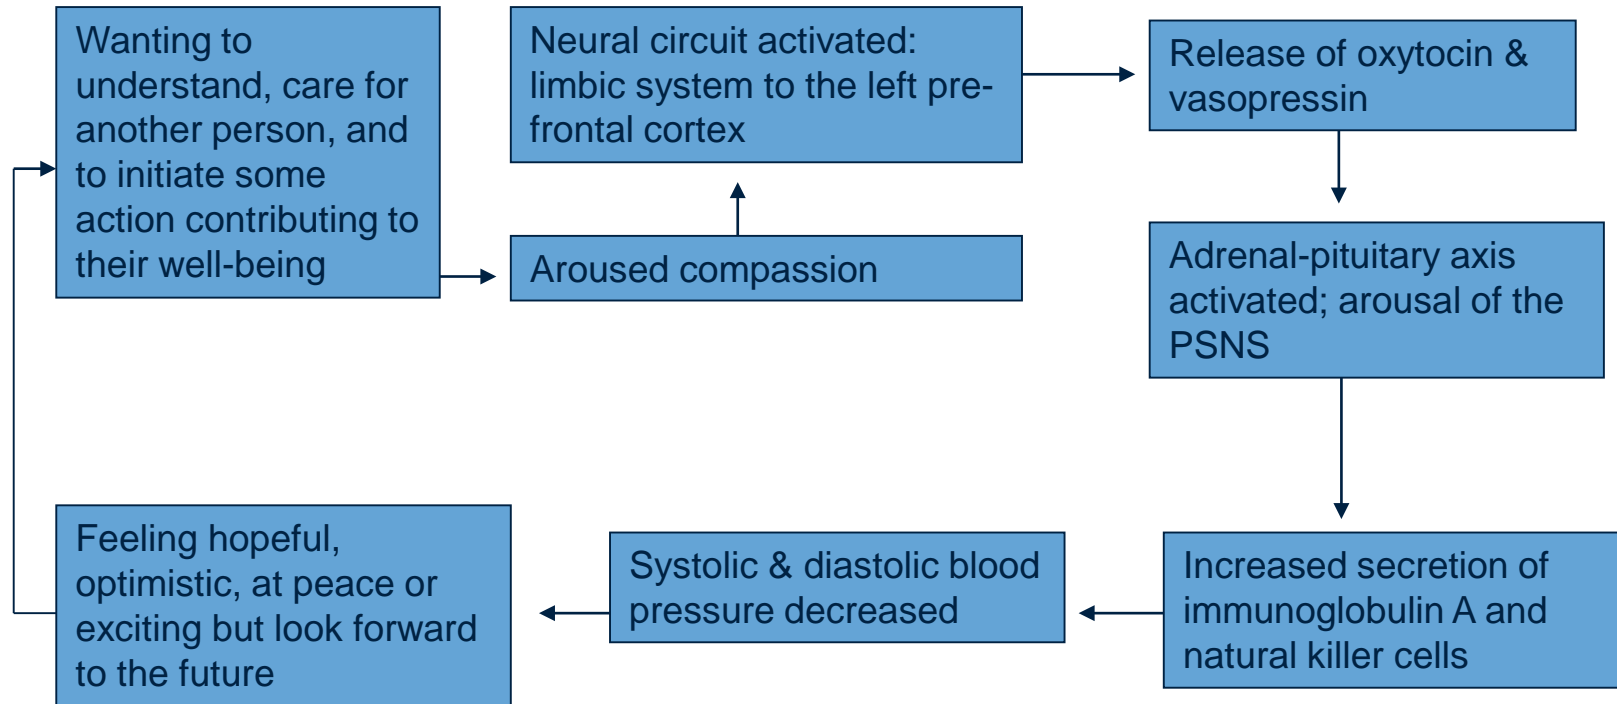 Wanting to
understand, care for
another person, and
to initiate some
action contributing to
their well-being
Aroused compassion
Neural circuit activated:
limbic system to the left pre-
frontal cortex
Release of oxytocin &
vasopressin
Adrenal-pituitary axis
activated; arousal of the
PSNS
Increased secretion of
immunoglobulin A and
natural killer cells
Systolic & diastolic blood
pressure decreased
Feeling hopeful,
optimistic, at peace or
exciting but look forward
to the future